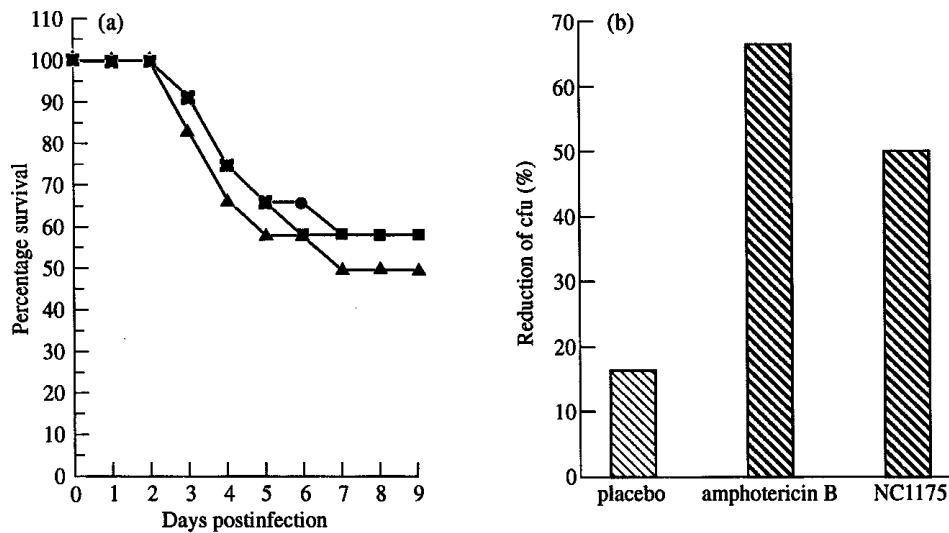 (a)
Percentage survival
110
100
90
80
70
60
50
40
30
20
10
0
0 1 2 3 4 5 6 7 8 9
Days postinfection
(b)
Reduction of cfu (%)
70
60
50
40
30
20
10
0
placebo amphotericin B NC1175